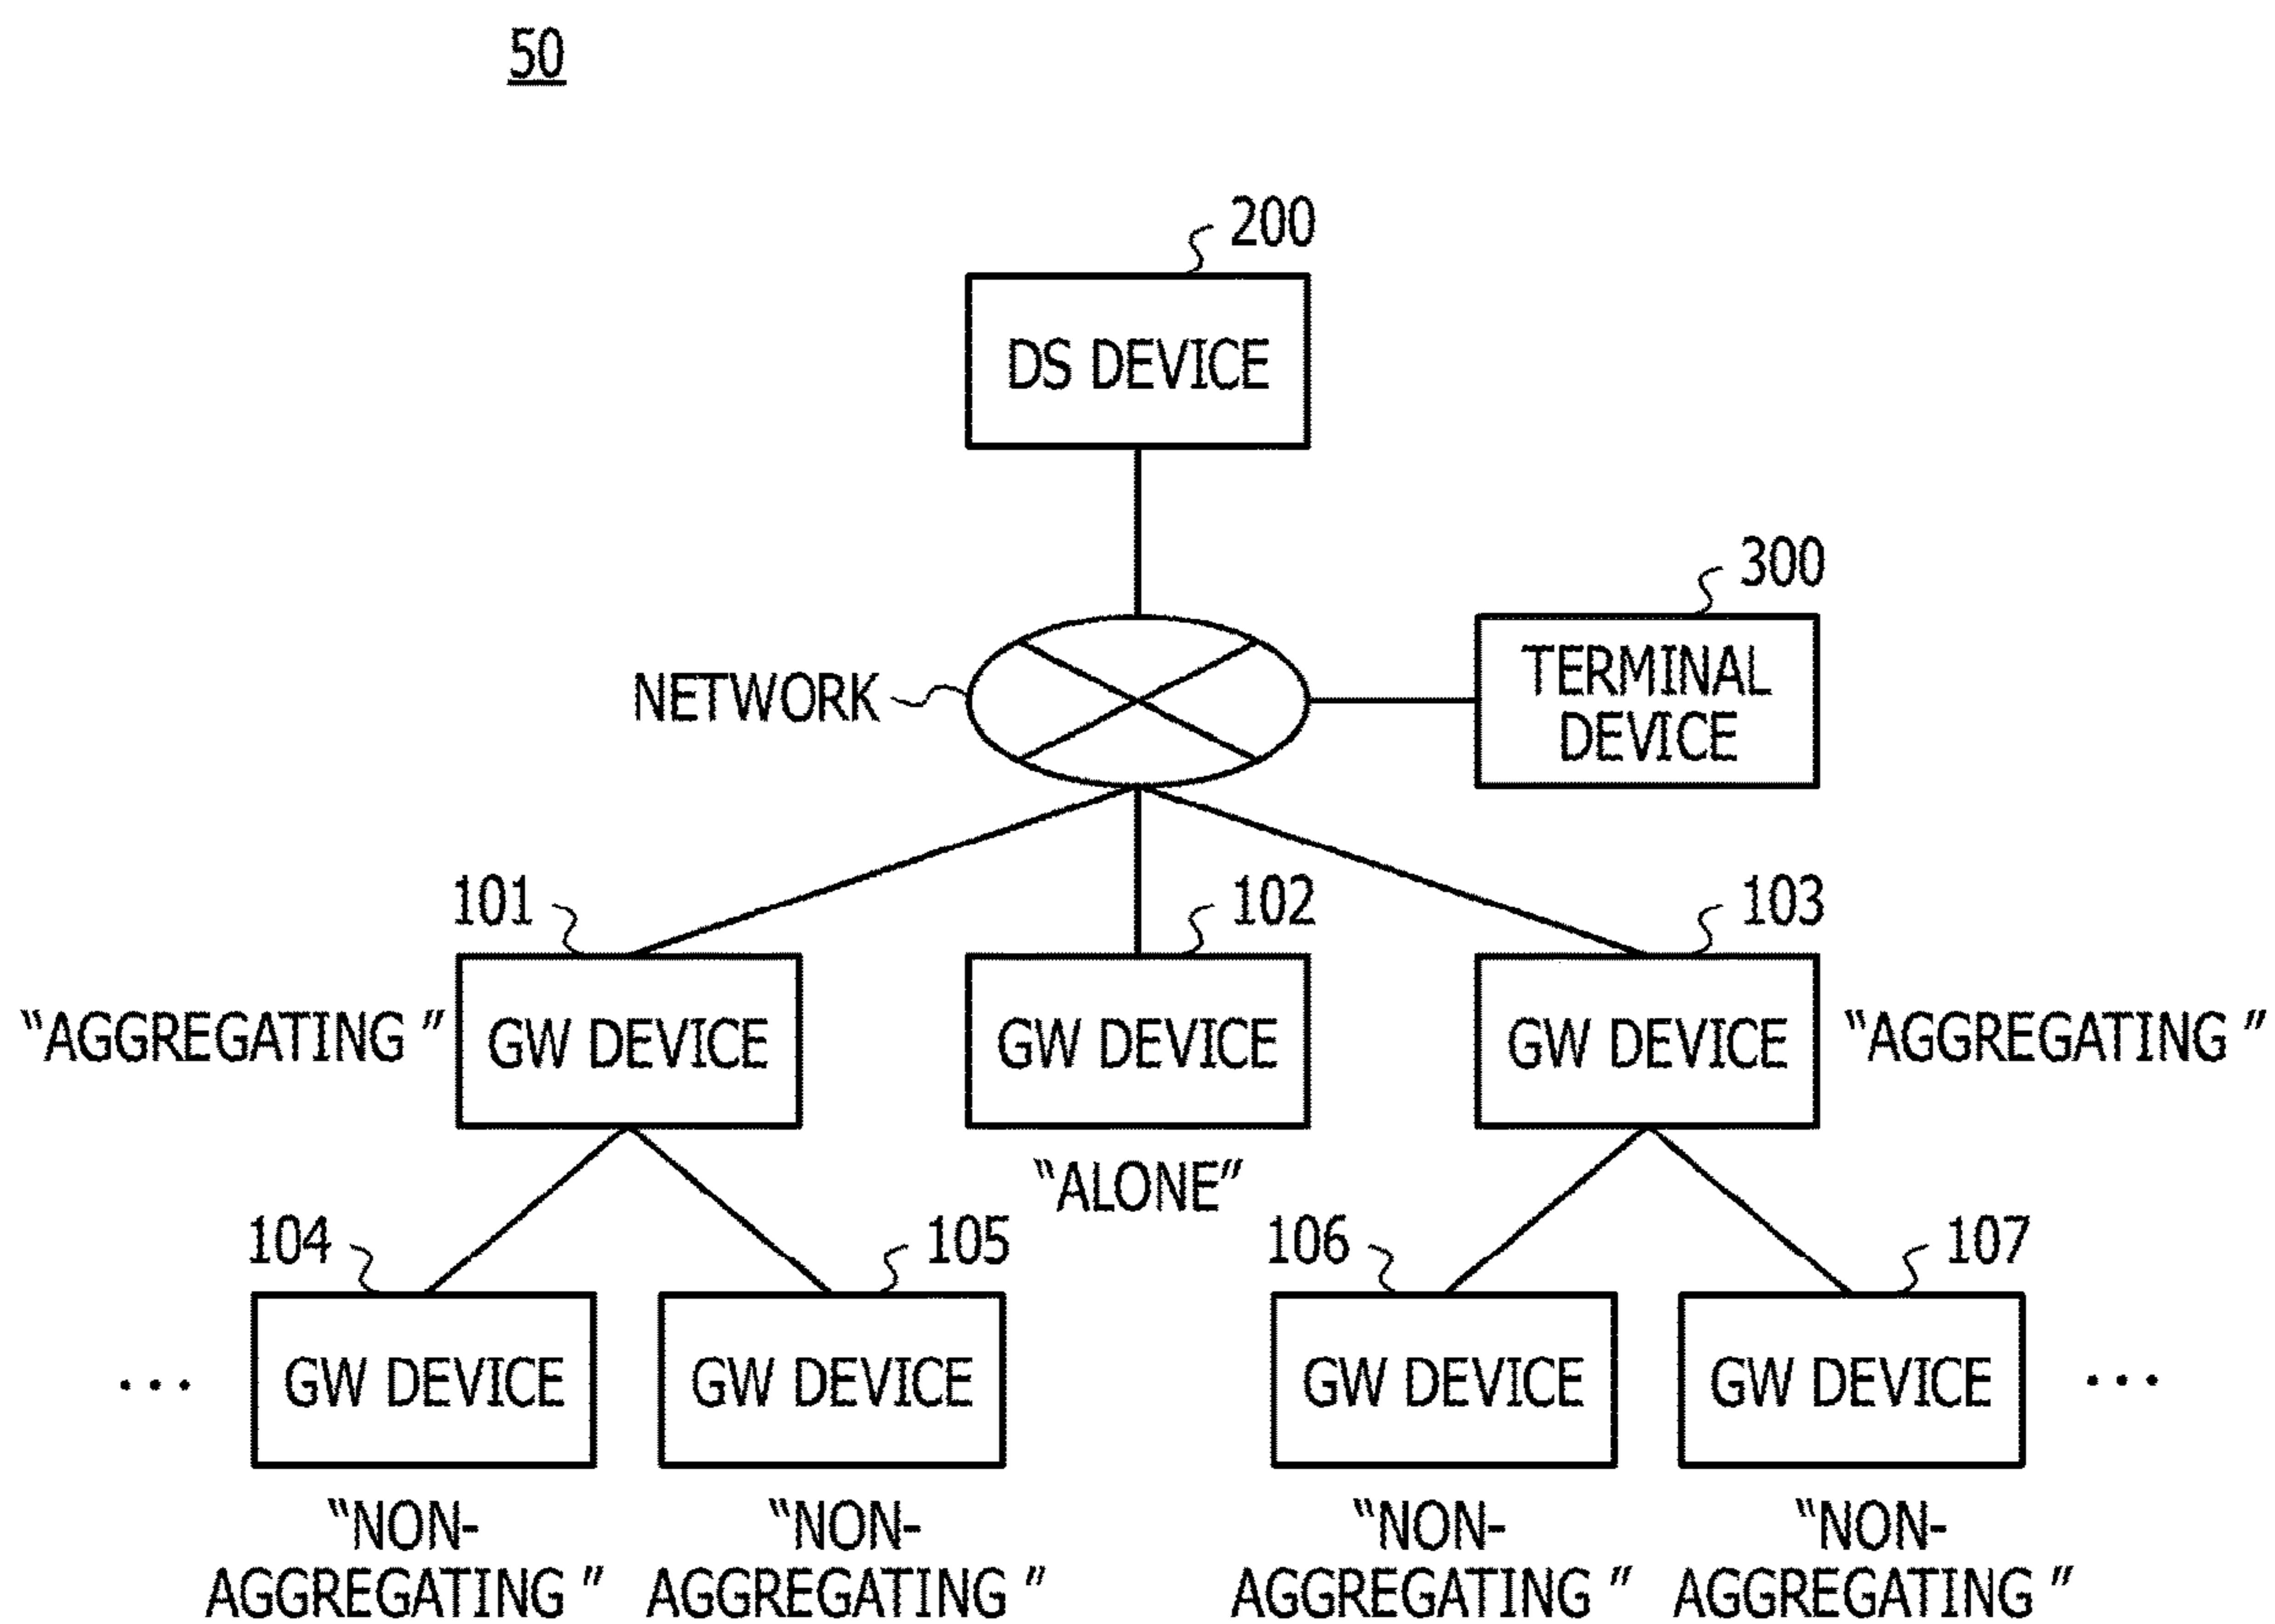 50
200
DS DEVICE
300
NETWORK
TERMINAL
DEVICE
101
102
103
“AGGREGATING ”
GW DEVICE
GW DEVICE
GW DEVICE
“AGGREGATING ”
“ALONE”
104
105
106
107
...
GW DEVICE
GW DEVICE
GW DEVICE
GW DEVICE
...
“NON-
AGGREGATING ”
“NON-
AGGREGATING ”
“NON-
AGGREGATING ”
“NON-
AGGREGATING ”